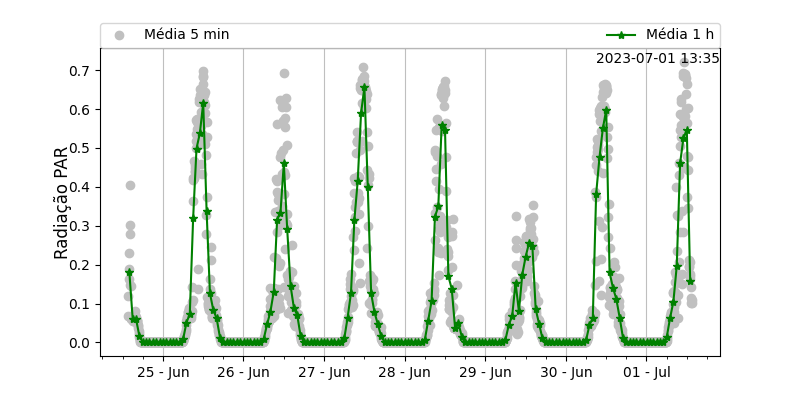 Média 5 min
Média 1 h
2023-07-01 13:35
Radiação PAR
0.7
0.6
0.5
0.4
0.3
0.2
0.1
0.0
25 - Jun
26 - Jun
27 - Jun
28 - Jun
29 - Jun
30 - Jun
01 - Jul